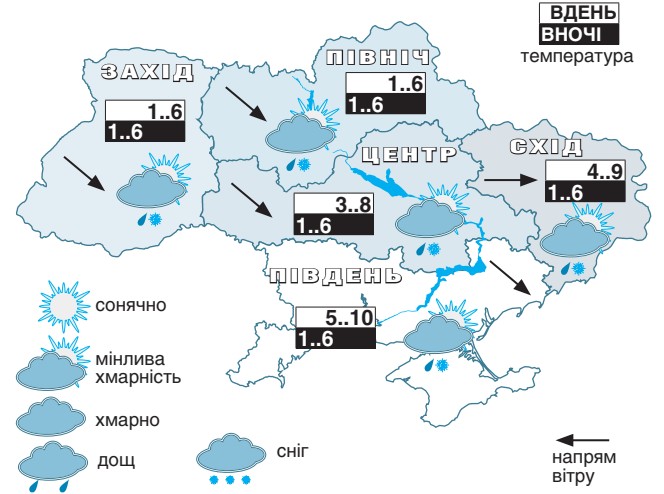 ВДЕНЬ
ВНОЧІ
температура
ПІВНІЧ
1..6
1..6
ЗАХІД
1..6
1..6
ЦЕНТР
3..8
1..6
СХІД
4..9
1..6
ПІВДЕНЬ
5..10
1..6
сонячно
мінлива
хмарність
хмарно
дощ
сніг
напрям
вітру